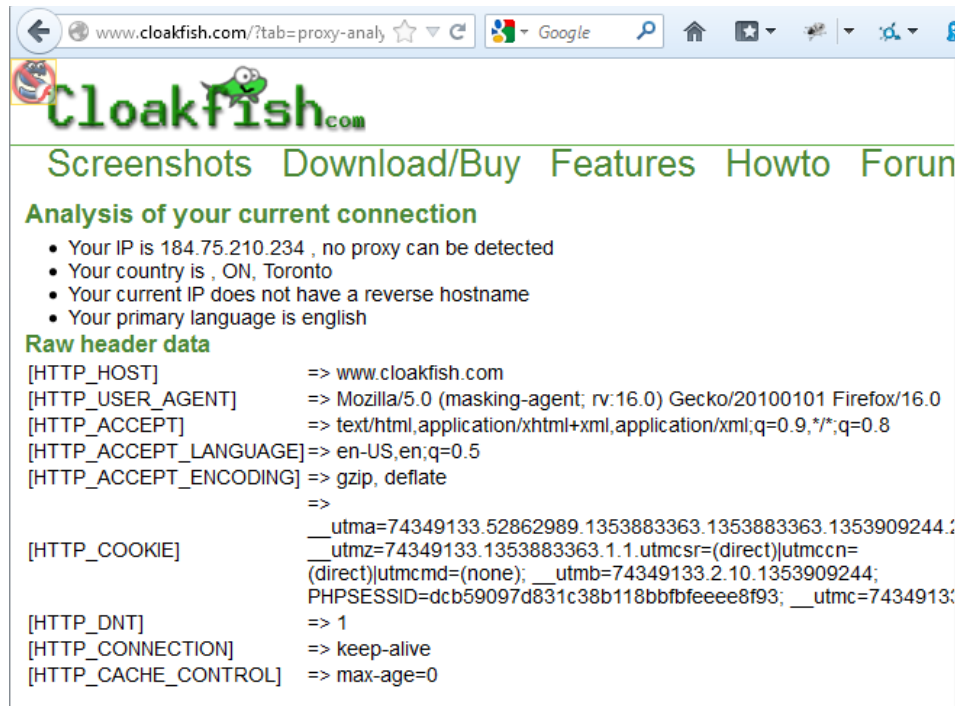 www.cloakfish.com/?tab=proxy-analy Google
Cloakfish.com
Screenshots Download/Buy Features Howto Forum
Analysis of your current connection
• Your IP is 184.75.210.234 , no proxy can be detected
• Your country is , ON, Toronto
• Your current IP does not have a reverse hostname
• Your primary language is english
Raw header data
[HTTP_HOST] => www.cloakfish.com
[HTTP_USER_AGENT] => Mozilla/5.0 (masking-agent; rv:16.0) Gecko/20100101 Firefox/16.0
[HTTP_ACCEPT] => text/html,application/xhtml+xml,application/xml;q=0.9,*/*;q=0.8
[HTTP_ACCEPT_LANGUAGE] => en-US,en;q=0.5
[HTTP_ACCEPT_ENCODING] => gzip, deflate
=>
__utma=74349133.52862989.1353883363.1353883363.1353909244.2
[HTTP_COOKIE] __utmz=74349133.1353883363.1.1.utmcsr=(direct)|utmccn=
(direct)|utmcmd=(none); __utmb=74349133.2.10.1353909244;
PHPSESSID=dcb59097d831c38b118bbfbfeeee8f93; __utmc=74349133
[HTTP_DNT] => 1
[HTTP_CONNECTION] => keep-alive
[HTTP_CACHE_CONTROL] => max-age=0